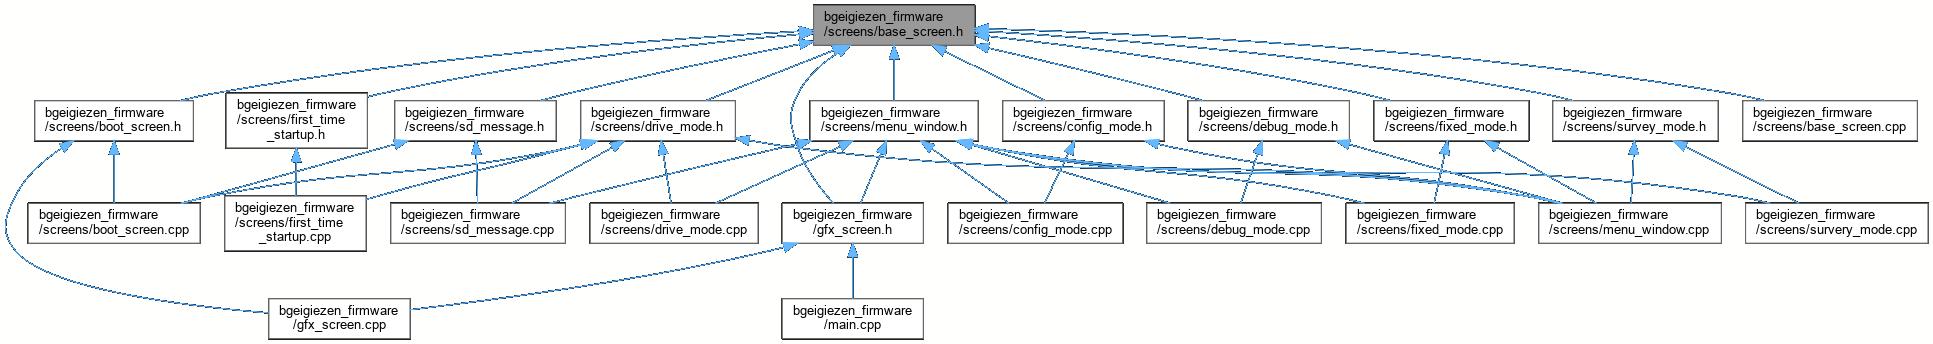 bgeigiezen_firmware
/screens/base_screen.h
bgeigiezen_firmware
/screens/boot_screen.h
bgeigiezen_firmware
/screens/first_time
_startup.h
bgeigiezen_firmware
/screens/sd_message.h
bgeigiezen_firmware
/screens/drive_mode.h
bgeigiezen_firmware
/screens/menu_window.h
bgeigiezen_firmware
/screens/config_mode.h
bgeigiezen_firmware
/screens/debug_mode.h
bgeigiezen_firmware
/screens/fixed_mode.h
bgeigiezen_firmware
/screens/survey_mode.h
bgeigiezen_firmware
/screens/base_screen.cpp
bgeigiezen_firmware
/screens/boot_screen.cpp
bgeigiezen_firmware
/screens/first_time
_startup.cpp
bgeigiezen_firmware
/screens/sd_message.cpp
bgeigiezen_firmware
/screens/drive_mode.cpp
bgeigiezen_firmware
/gfx_screen.h
bgeigiezen_firmware
/screens/config_mode.cpp
bgeigiezen_firmware
/screens/debug_mode.cpp
bgeigiezen_firmware
/screens/fixed_mode.cpp
bgeigiezen_firmware
/screens/menu_window.cpp
bgeigiezen_firmware
/screens/survery_mode.cpp
bgeigiezen_firmware
/gfx_screen.cpp
bgeigiezen_firmware
/main.cpp